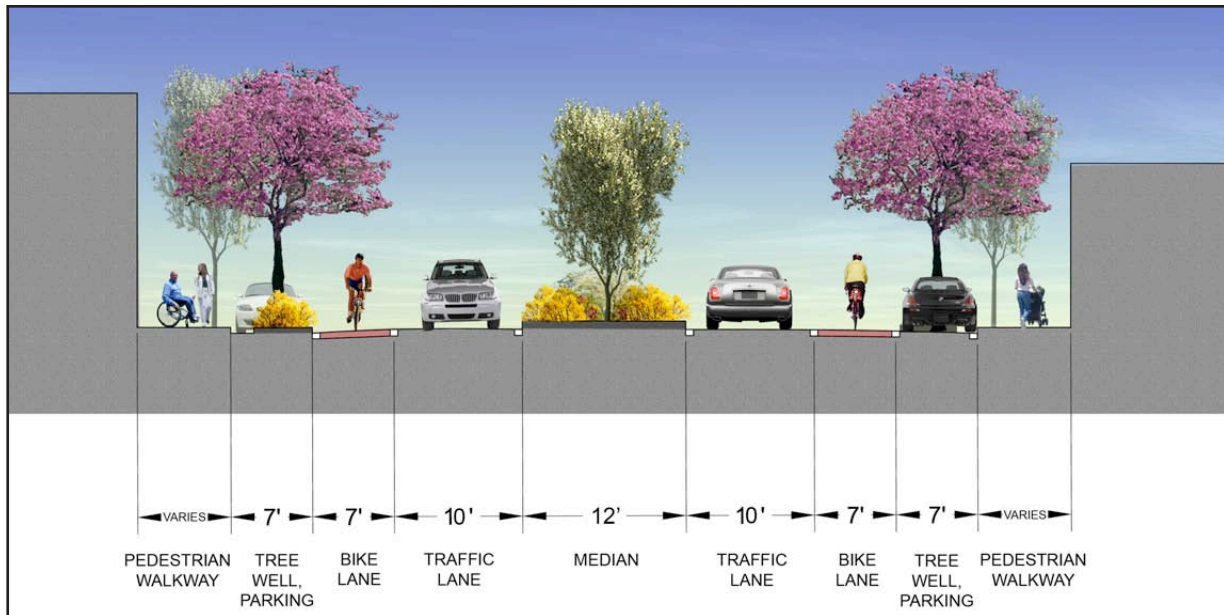 VARIES 7' 7' 10' 12' 10' 7' 7' VARIES
PEDESTRIAN
WALKWAY
TREE
WELL,
PARKING
BIKE
LANE
TRAFFIC
LANE
MEDIAN
TRAFFIC
LANE
BIKE
LANE
TREE
WELL,
PARKING
PEDESTRIAN
WALKWAY